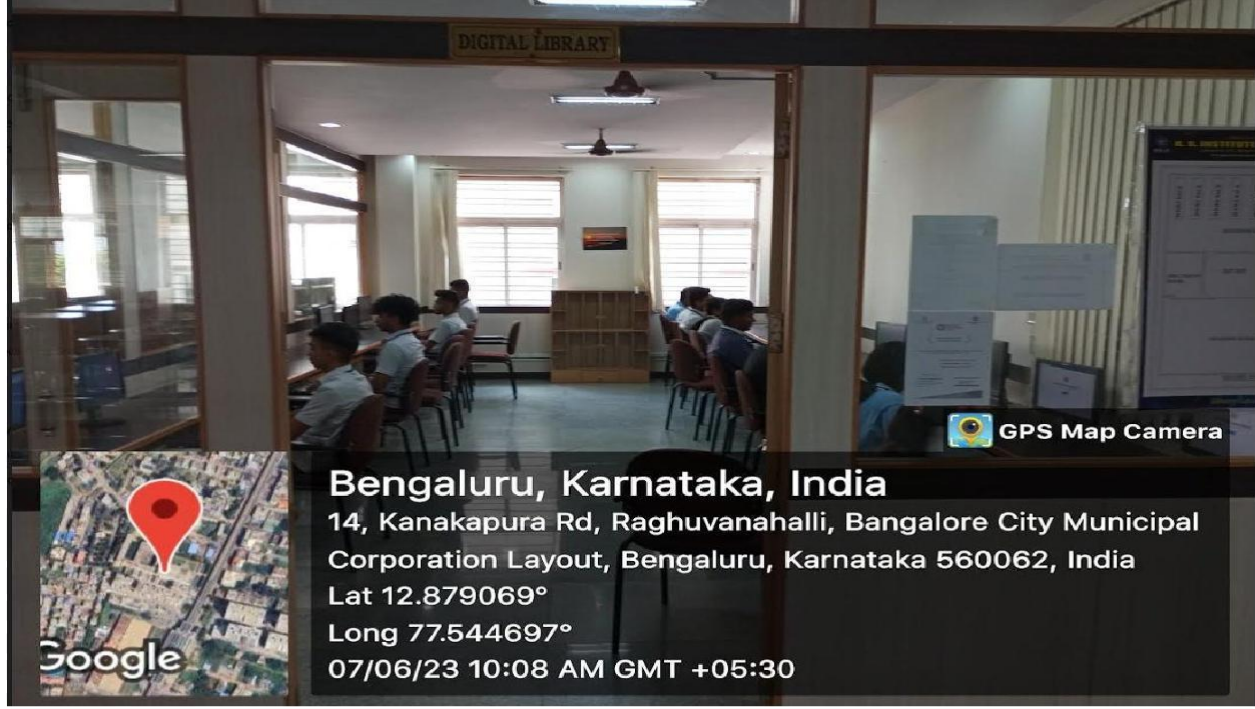 DIGITAL LIBRARY
K. S. INSTITUTE
GPS Map Camera
Bengaluru, Karnataka, India
14, Kanakapura Rd, Raghuvanahalli, Bangalore City Municipal
Corporation Layout, Bengaluru, Karnataka 560062, India
Lat 12.879069°
Long 77.544697°
07/06/23 10:08 AM GMT +05:30
Google